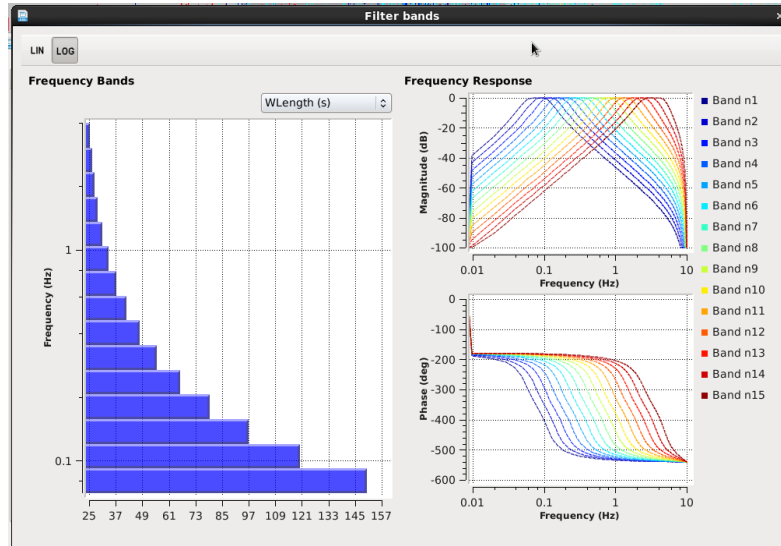 Filter bands
LIN LOG
Frequency Bands
WLength (s)
Frequency (Hz)
1
0.1
25 37 49 61 73 85 97 109 121 133 145 157
Frequency Response
Magnitude (dB)
0
-20
-40
-60
-80
-100
0.01 0.1 1 10
Frequency (Hz)
Phase (deg)
0
-100
-200
-300
-400
-500
-600
0.01 0.1 1 10
Frequency (Hz)
Band n1
Band n2
Band n3
Band n4
Band n5
Band n6
Band n7
Band n8
Band n9
Band n10
Band n11
Band n12
Band n13
Band n14
Band n15